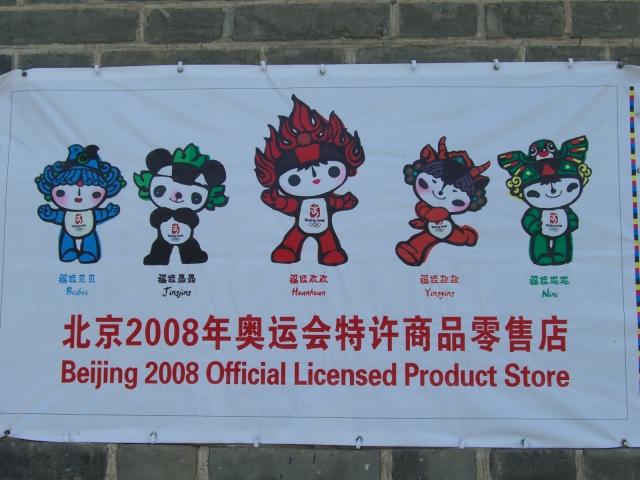 福娃贝贝
Beibei
福娃晶晶
Jingjing
福娃欢欢
Huanhuan
福娃迎迎
Yingying
福娃妮妮
Nini
北京2008年奥运会特许商品零售店
Beijing 2008 Official Licensed Product Store